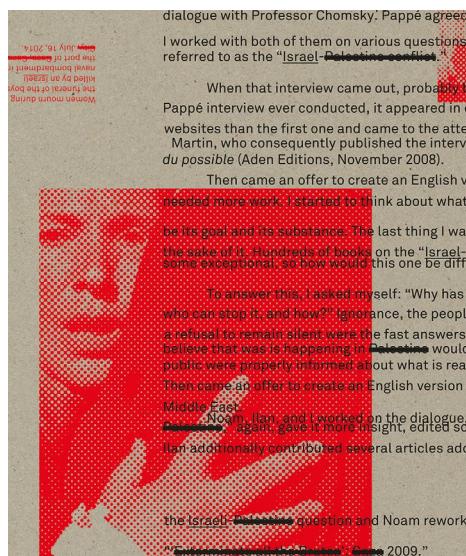 Women mourn during
the funeral of the boys
killed by an Israeli
naval bombardment in
the port of
City July 16, 2014.
dialogue with Professor Chomsky. Pappé agreed
I worked with both of them on various questions
referred to as the “Israel-Palestine conflict.”
When that interview came out, probably
Pappé interview ever conducted, it appeared in
websites than the first one and came to the atte
Martin, who consequently published the interv
du possible (Aden Editions, November 2008).
Then came an offer to create an English v
needed more work. I started to think about what
be its goal and its substance. The last thing I wa
the sake of it. Hundreds of books on the “Israel-
some exceptional, so how would this one be diff
To answer this, I asked myself: “Why has
who can stop it, and how?” Ignorance, the peopl
a refusal to remain silent were the fast answers
believe that was is happening in Palestine would
public were properly informed about what is rea
Then came an offer to create an English version
Middle East.
Noam, Ilan, and I worked on the dialogue
Palestine,” again, gave it more insight, edited so
Ilan additionally contributed several articles add
the Israeli-Palestine question and Noam rework
2009.”